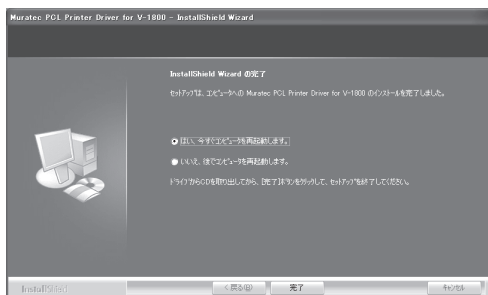 Muratec PCL Printer Driver for V-1800 - InstallShield Wizard
InstallShield Wizard の完了
セットアップは、コンピュータへの Muratec PCL Printer Driver for V-1800 のインストールを完了しました。
はい、今すぐコンピュータを再起動します。
いいえ、後でコンピュータを再起動します。
ドライブからCDを取り出してから、[完了]ボタンをクリックして、セットアップを終了してください。
InstallShield
< 戻る(B) 完了 キャンセル